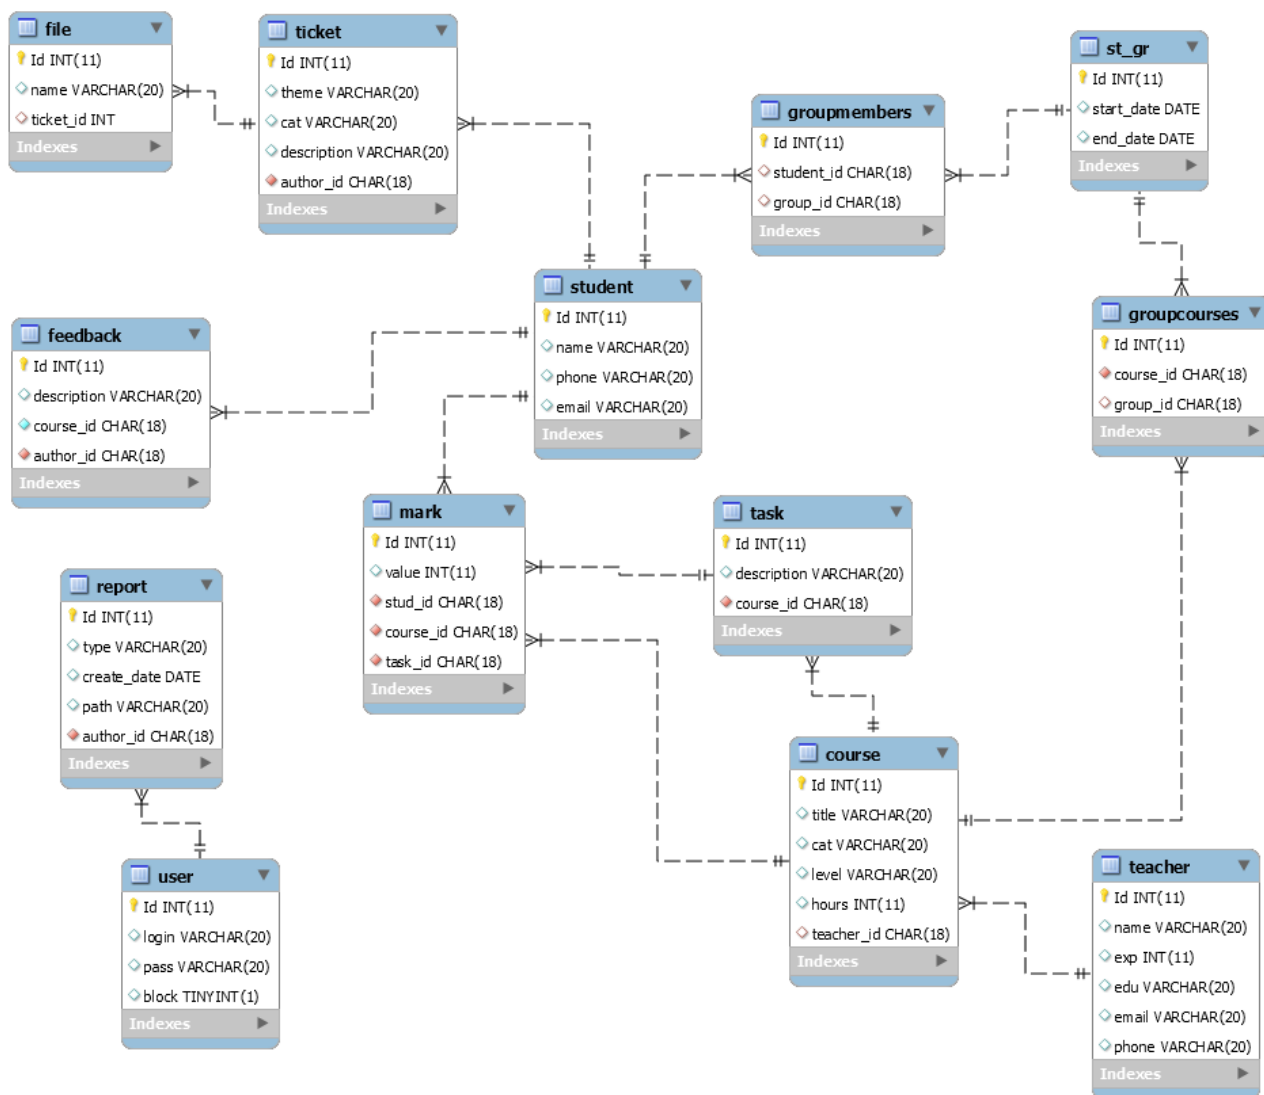 file
Id INT(11)
name VARCHAR(20)
ticket_id INT
Indexes
ticket
Id INT(11)
theme VARCHAR(20)
cat VARCHAR(20)
description VARCHAR(20)
author_id CHAR(18)
Indexes
groupmembers
Id INT(11)
student_id CHAR(18)
group_id CHAR(18)
Indexes
st_gr
Id INT(11)
start_date DATE
end_date DATE
Indexes
student
Id INT(11)
name VARCHAR(20)
phone VARCHAR(20)
email VARCHAR(20)
Indexes
groupcourses
Id INT(11)
course_id CHAR(18)
group_id CHAR(18)
Indexes
feedback
Id INT(11)
description VARCHAR(20)
course_id CHAR(18)
author_id CHAR(18)
Indexes
mark
Id INT(11)
value INT(11)
stud_id CHAR(18)
course_id CHAR(18)
task_id CHAR(18)
Indexes
task
Id INT(11)
description VARCHAR(20)
course_id CHAR(18)
Indexes
report
Id INT(11)
type VARCHAR(20)
create_date DATE
path VARCHAR(20)
author_id CHAR(18)
Indexes
course
Id INT(11)
title VARCHAR(20)
cat VARCHAR(20)
level VARCHAR(20)
hours INT(11)
teacher_id CHAR(18)
Indexes
user
Id INT(11)
login VARCHAR(20)
pass VARCHAR(20)
block TINYINT(1)
Indexes
teacher
Id INT(11)
name VARCHAR(20)
exp INT(11)
edu VARCHAR(20)
email VARCHAR(20)
phone VARCHAR(20)
Indexes